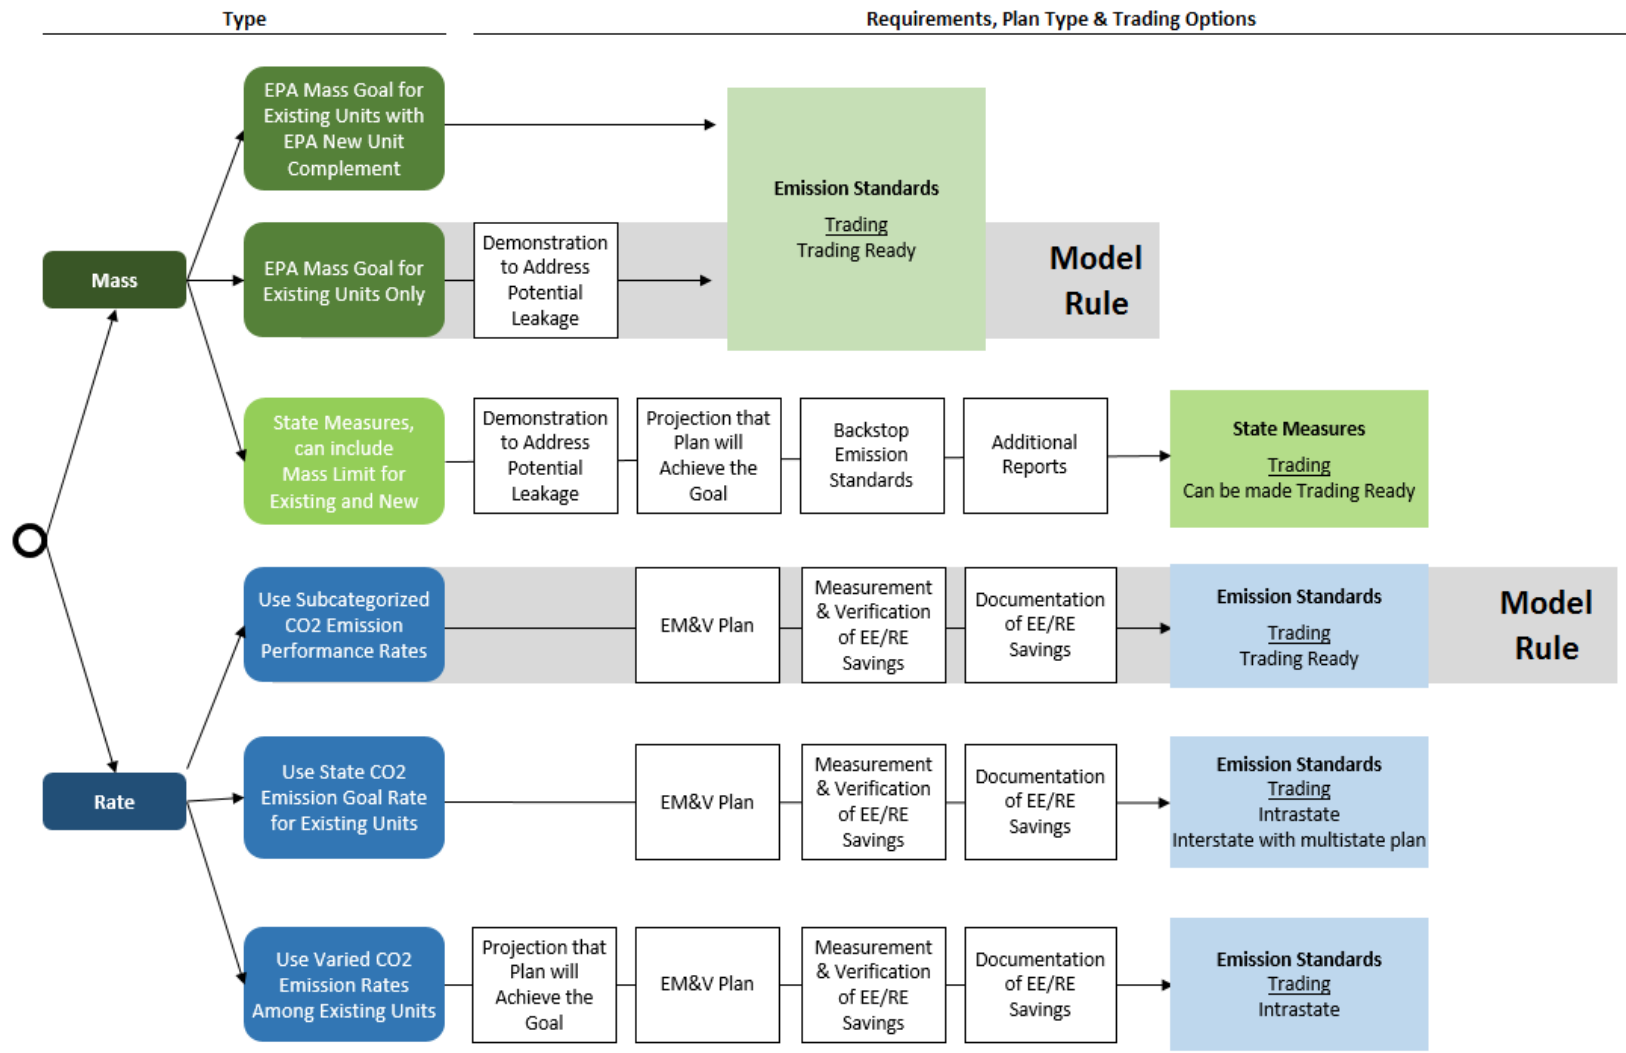 Type
Requirements, Plan Type & Trading Options
EPA Mass Goal for
Existing Units with
EPA New Unit
Complement
Emission Standards
Trading
Trading Ready
Mass
EPA Mass Goal for
Existing Units Only
Demonstration
to Address
Potential
Leakage
Model
Rule
State Measures,
can include
Mass Limit for
Existing and New
Demonstration
to Address
Potential
Leakage
Projection that
Plan will
Achieve the
Goal
Backstop
Emission
Standards
Additional
Reports
State Measures
Trading
Can be made Trading Ready
Use Subcategorized
CO2 Emission
Performance Rates
EM&V Plan
Measurement
& Verification
of EE/RE
Savings
Documentation
of EE/RE
Savings
Emission Standards
Trading
Trading Ready
Model
Rule
Rate
Use State CO2
Emission Goal Rate
for Existing Units
EM&V Plan
Measurement
& Verification
of EE/RE
Savings
Documentation
of EE/RE
Savings
Emission Standards
Trading
Intrastate
Interstate with multistate plan
Use Varied CO2
Emission Rates
Among Existing Units
Projection that
Plan will
Achieve the
Goal
EM&V Plan
Measurement
& Verification
of EE/RE
Savings
Documentation
of EE/RE
Savings
Emission Standards
Trading
Intrastate